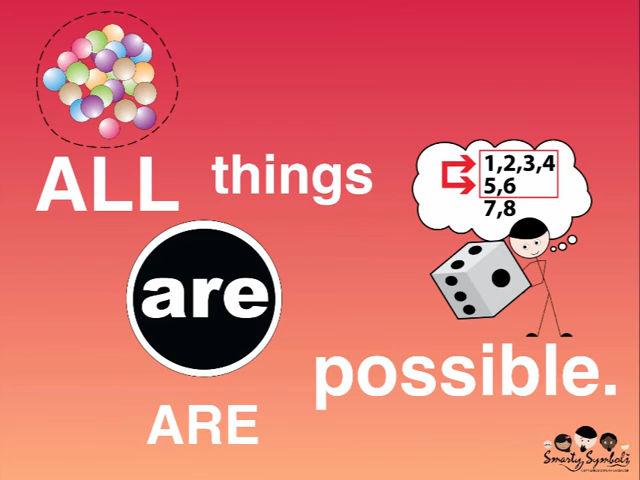 ALL things
1,2,3,4
5,6
7,8
are
possible.
ARE
Smarty Symbols